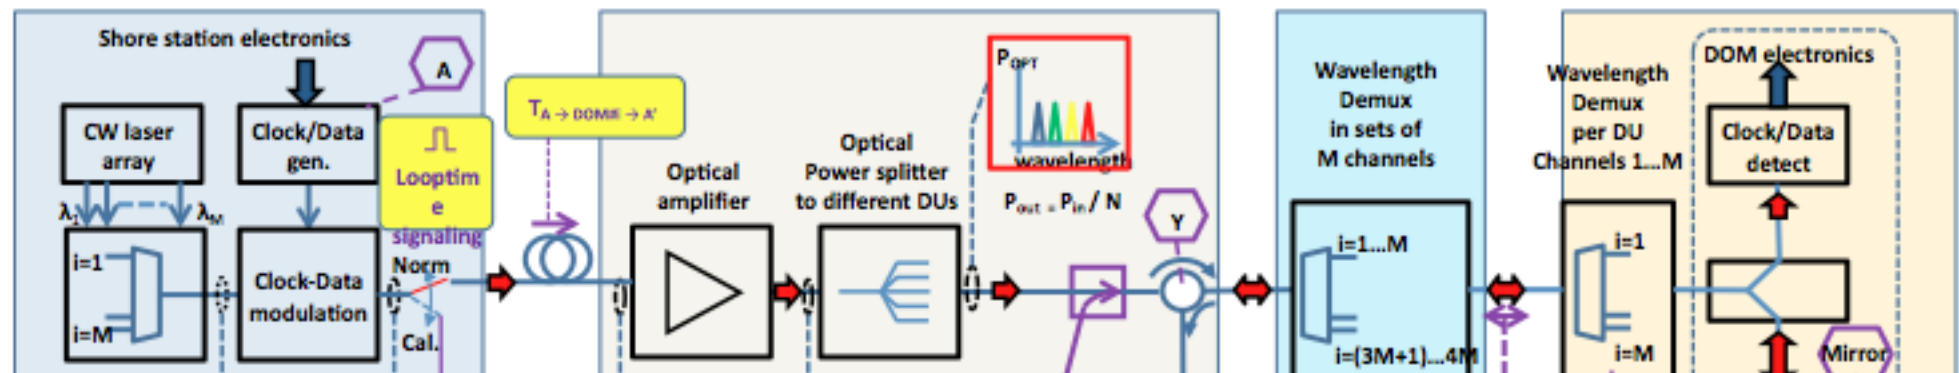 Shore station electronics
A
CW laser
array
Clock/Data
gen.
Looptim
e
signaling
λ1
λM
i=1
i=M
Clock-Data
modulation
Norm
Cal.
TA → DOM#i → A'
Optical
amplifier
Optical
Power splitter
to different DUs
POPT
wavelength
Pout = Pin / N
Y
Wavelength
Demux
in sets of
M channels
i=1...M
i=(3M+1)...4M
Wavelength
Demux
per DU
Channels 1...M
i=1
i=M
DOM electronics
Clock/Data
detect
Mirror